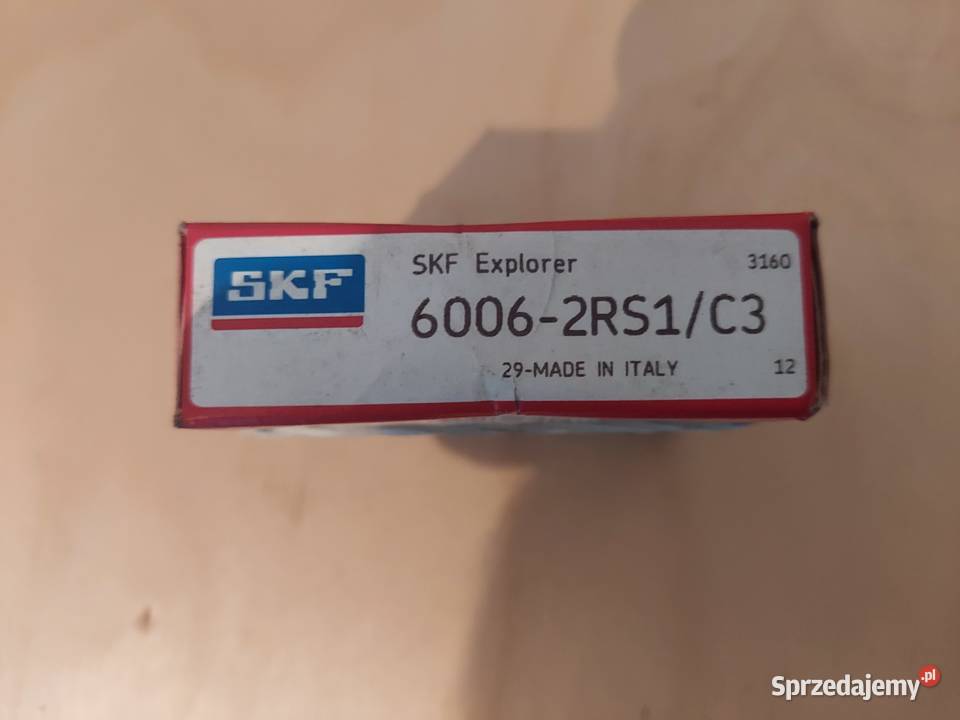 SKF
SKF Explorer 3160
6006-2RS1/C3
29-MADE IN ITALY 12
Sprzedajemy.pl